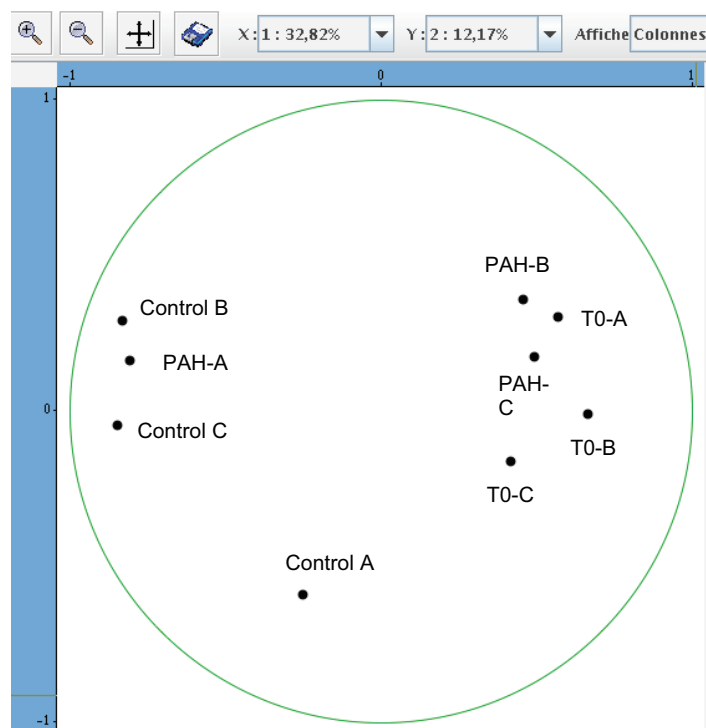 X: 1 : 32,82% Y: 2 : 12,17% Affiche Colonnes
-1 0 1
1
PAH-B
Control B
T0-A
PAH-A
PAH-
C
0
Control C
T0-B
T0-C
Control A
-1